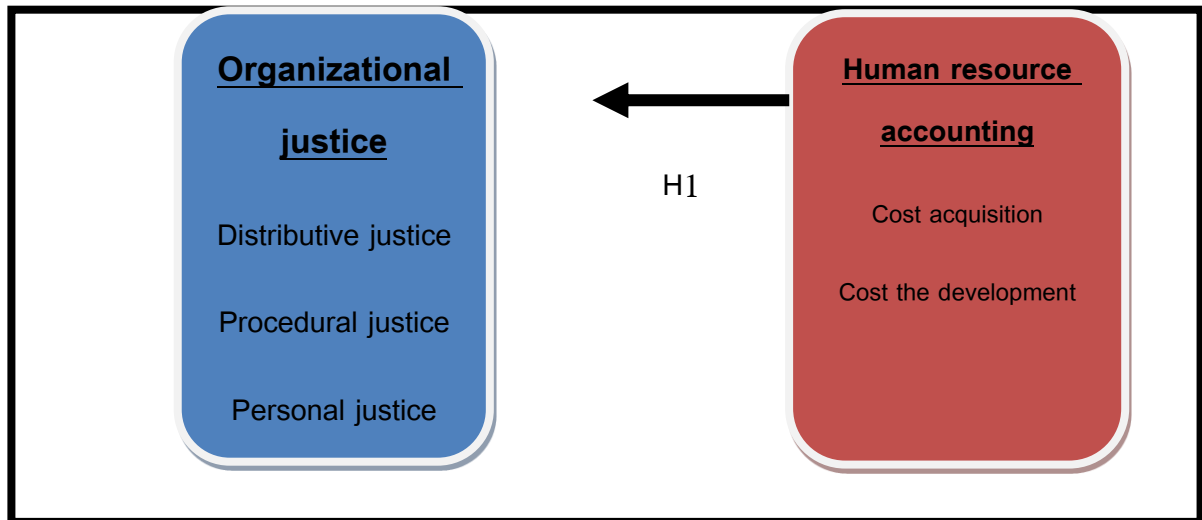 Organizational
justice
Distributive justice
Procedural justice
Personal justice
H1
Human resource
accounting
Cost acquisition
Cost the development